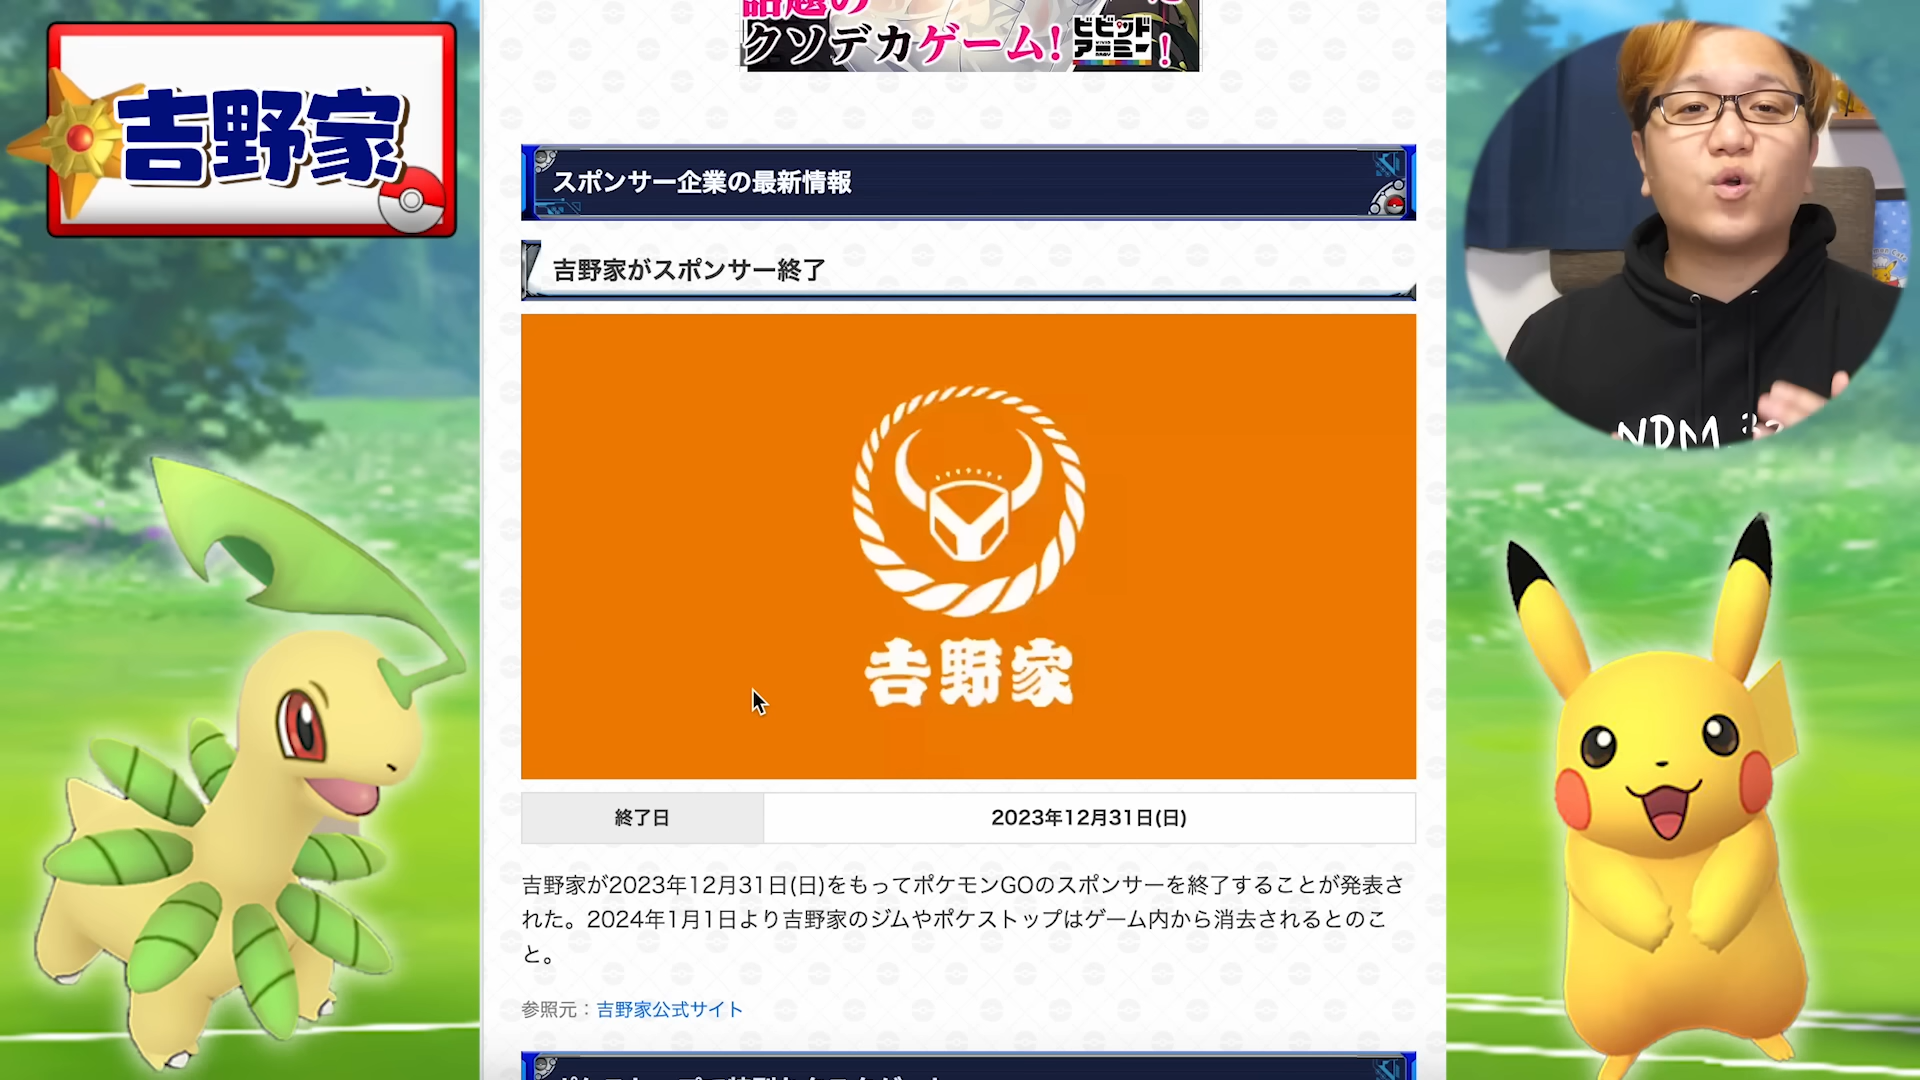 吉野家
クソデカゲーム!
ビビッド
アーミー
!
スポンサー企業の最新情報
吉野家がスポンサー終了
吉野家
終了日
2023年12月31日(日)
吉野家が2023年12月31日(日)をもってポケモンGOのスポンサーを終了することが発表さ
れた。2024年1月1日より吉野家のジムやポケストップはゲーム内から消去されるとのこ
と。
参照元：吉野家公式サイト